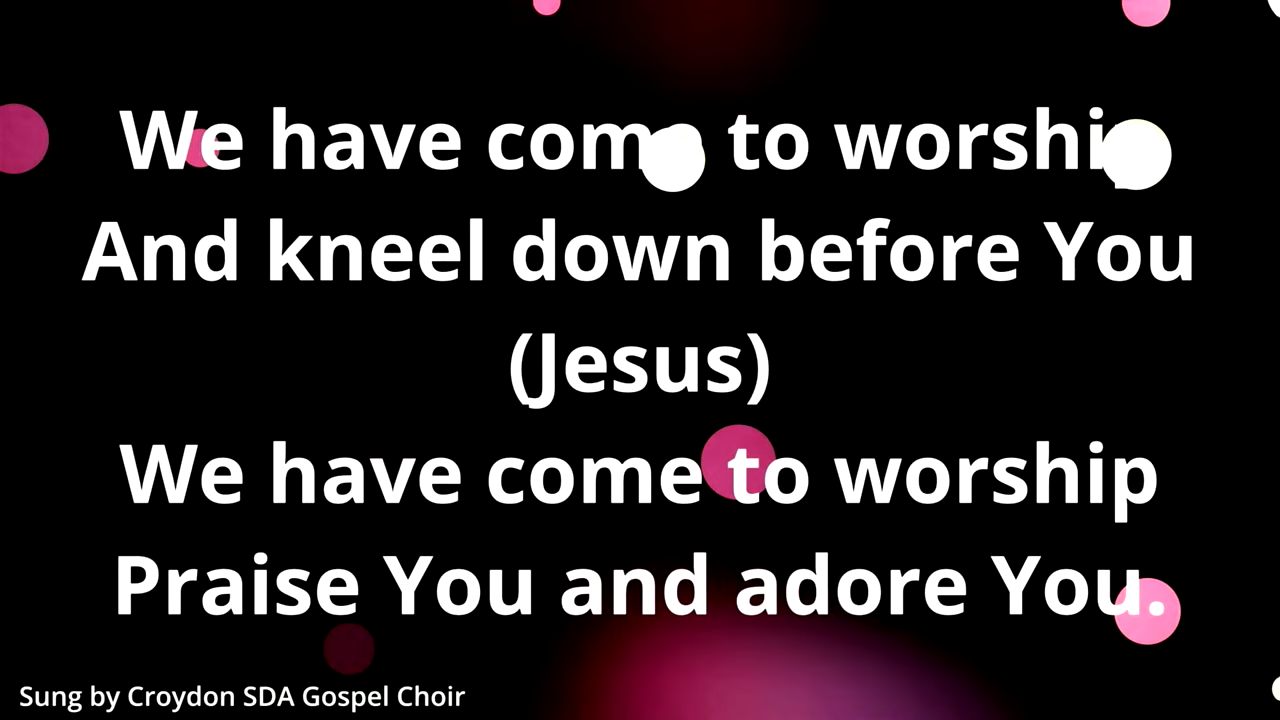 We have come to worship
And kneel down before You
(Jesus)
We have come to worship
Praise You and adore You.
Sung by Croydon SDA Gospel Choir